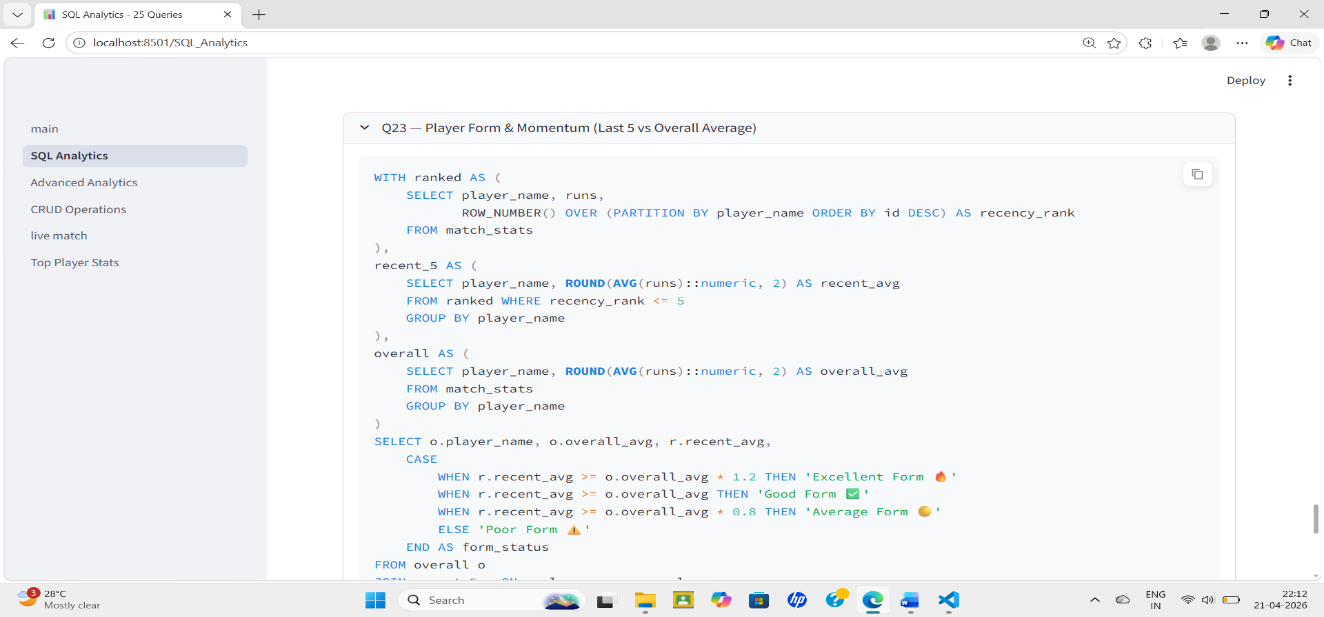 SQL Analytics - 25 Queries
localhost:8501/SQL_Analytics
Chat
Deploy
main
SQL Analytics
Advanced Analytics
CRUD Operations
live match
Top Player Stats
Q23 — Player Form & Momentum (Last 5 vs Overall Average)
WITH ranked AS (
SELECT player_name, runs,
ROW_NUMBER() OVER (PARTITION BY player_name ORDER BY id DESC) AS recency_rank
FROM match_stats
),
recent_5 AS (
SELECT player_name, ROUND(AVG(runs)::numeric, 2) AS recent_avg
FROM ranked WHERE recency_rank <= 5
GROUP BY player_name
),
overall AS (
SELECT player_name, ROUND(AVG(runs)::numeric, 2) AS overall_avg
FROM match_stats
GROUP BY player_name
)
SELECT o.player_name, o.overall_avg, r.recent_avg,
CASE
WHEN r.recent_avg >= o.overall_avg * 1.2 THEN 'Excellent Form 🔥'
WHEN r.recent_avg >= o.overall_avg THEN 'Good Form ✅'
WHEN r.recent_avg >= o.overall_avg * 0.8 THEN 'Average Form 🟡'
ELSE 'Poor Form ⚠️'
END AS form_status
FROM overall o
3
28°C
Mostly clear
Search
hp
ENG
IN
22:12
21-04-2026